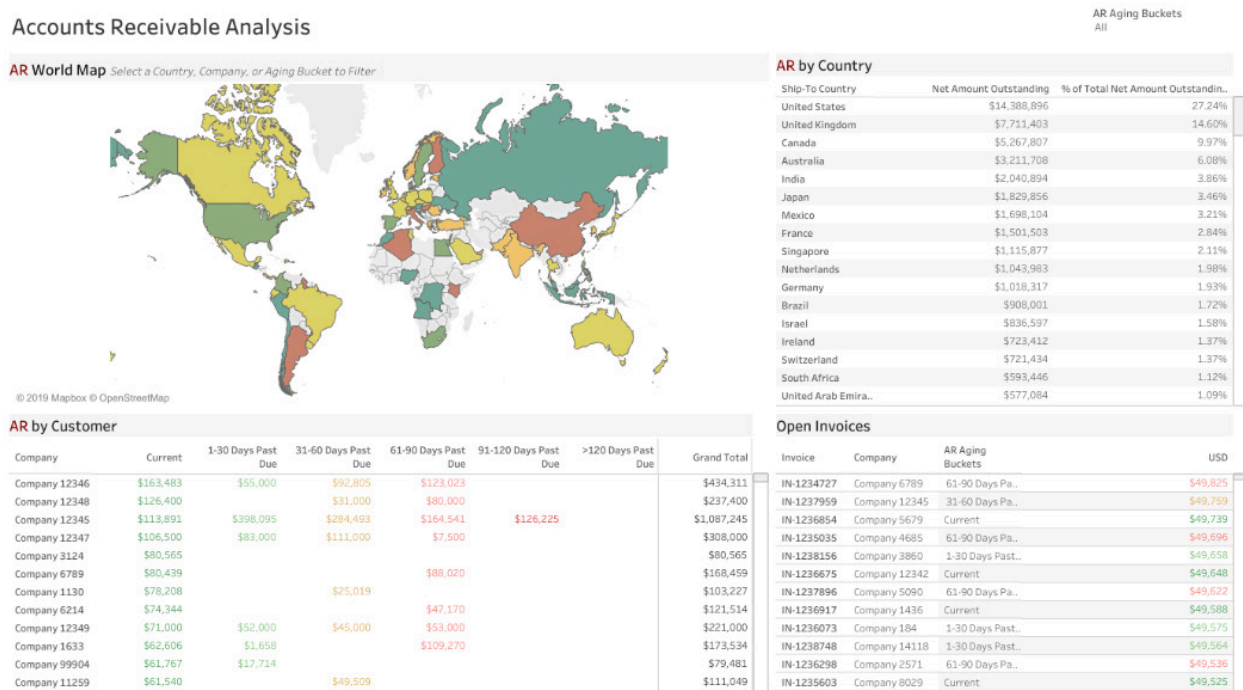 Accounts Receivable Analysis
AR Aging Buckets
All
AR World Map Select a Country, Company, or Aging Bucket to Filter
© 2019 Mapbox © OpenStreetMap
AR by Country
Ship-To Country Net Amount Outstanding % of Total Net Amount Outstandin..
United States $14,388,896 27.24%
United Kingdom $7,711,403 14.60%
Canada $5,267,807 9.97%
Australia $3,211,708 6.08%
India $2,040,894 3.86%
Japan $1,829,856 3.46%
Mexico $1,698,104 3.21%
France $1,501,503 2.84%
Singapore $1,115,877 2.11%
Netherlands $1,043,983 1.98%
Germany $1,018,317 1.93%
Brazil $908,001 1.72%
Israel $836,597 1.58%
Ireland $723,412 1.37%
Switzerland $721,434 1.37%
South Africa $593,446 1.12%
United Arab Emira.. $577,084 1.09%
AR by Customer
Company Current 1-30 Days Past Due 31-60 Days Past Due 61-90 Days Past Due 91-120 Days Past Due >120 Days Past Due Grand Total
Company 12346 $163,483 $55,000 $92,805 $123,023 $434,311
Company 12348 $126,400 $31,000 $80,000 $237,400
Company 12345 $113,891 $398,095 $284,493 $164,541 $126,225 $1,087,245
Company 12347 $106,500 $83,000 $111,000 $7,500 $308,000
Company 3124 $80,565 $80,565
Company 6789 $80,439 $88,020 $168,459
Company 1130 $78,208 $25,019 $103,227
Company 6214 $74,344 $47,170 $121,514
Company 12349 $71,000 $52,000 $45,000 $53,000 $221,000
Company 1633 $62,606 $1,658 $109,270 $173,534
Company 99904 $61,767 $17,714 $79,481
Company 11259 $61,540 $49,509 $111,049
Open Invoices
Invoice Company AR Aging Buckets USD
IN-1234727 Company 6789 61-90 Days Pa.. $49,825
IN-1237959 Company 12345 31-60 Days Pa.. $49,759
IN-1236854 Company 5679 Current $49,739
IN-1235035 Company 4685 61-90 Days Pa.. $49,696
IN-1238156 Company 3860 1-30 Days Past.. $49,658
IN-1236675 Company 12342 Current $49,648
IN-1237896 Company 5090 61-90 Days Pa.. $49,622
IN-1236917 Company 1436 Current $49,588
IN-1236073 Company 184 1-30 Days Past.. $49,575
IN-1238748 Company 14118 1-30 Days Past.. $49,564
IN-1236298 Company 2571 61-90 Days Pa.. $49,536
IN-1235603 Company 8029 Current $49,525